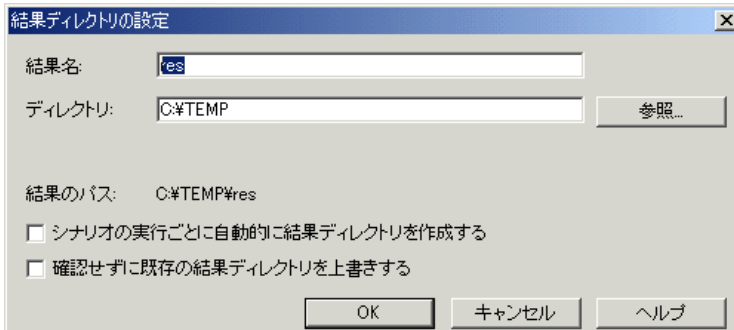 結果ディレクトリの設定
結果名: res
ディレクトリ: C:¥TEMP 参照...
結果のパス: C:¥TEMP¥res
シナリオの実行ごとに自動的に結果ディレクトリを作成する
確認せずに既存の結果ディレクトリを上書きする
OK キャンセル ヘルプ